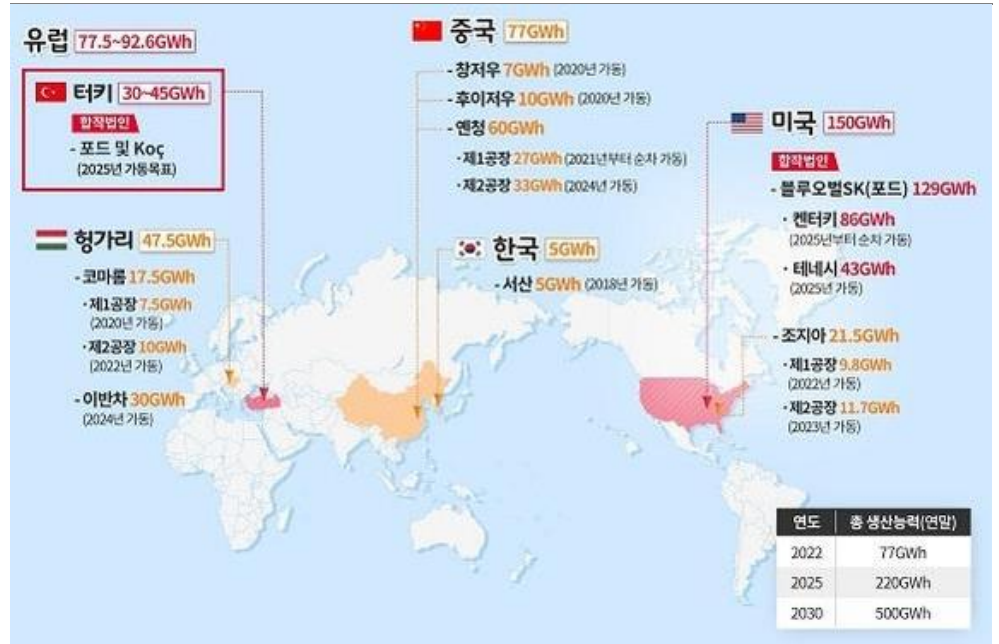 유럽 77.5~92.6GWh
터키 30~45GWh
합작법인
- 포드 및 Koç
(2025년 가동목표)
헝가리 47.5GWh
- 코마롬 17.5GWh
·제1공장 7.5GWh
(2020년 가동)
·제2공장 10GWh
(2022년 가동)
- 이반차 30GWh
(2024년 가동)
중국 77GWh
- 창저우 7GWh (2020년 가동)
- 후이저우 10GWh (2020년 가동)
- 옌청 60GWh
·제1공장 27GWh (2021년부터 순차 가동)
·제2공장 33GWh (2024년 가동)
한국 5GWh
- 서산 5GWh (2018년 가동)
미국 150GWh
합작법인
- 블루오벌SK(포드) 129GWh
· 켄터키 86GWh
(2025년부터 순차 가동)
· 테네시 43GWh
(2025년 가동)
- 조지아 21.5GWh
·제1공장 9.8GWh
(2022년 가동)
·제2공장 11.7GWh
(2023년 가동)
연도 총 생산능력(연말)
2022 77GWh
2025 220GWh
2030 500GWh